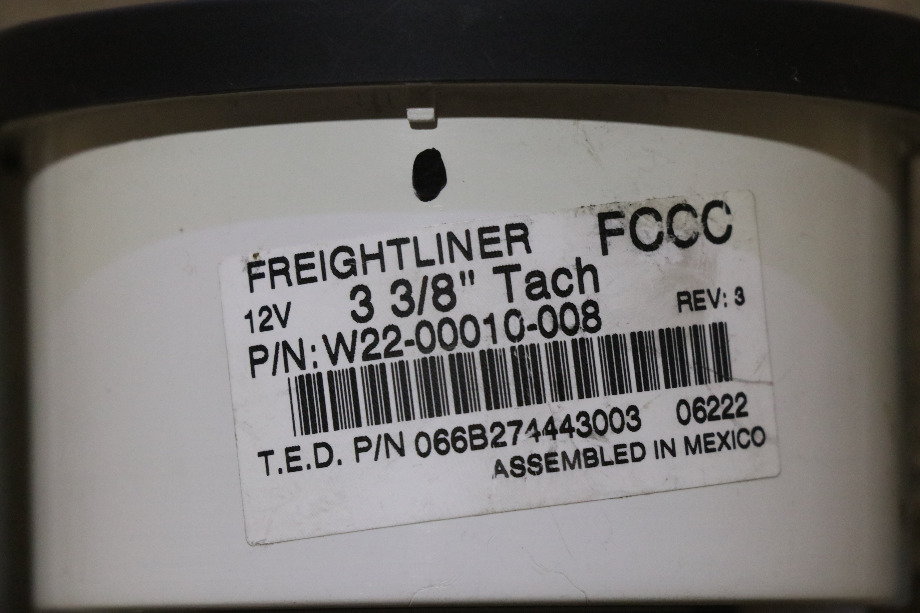 FREIGHTLINER FCCC
12V 3 3/8" Tach REV: 3
P/N: W22-00010-008
T.E.D. P/N 066B274443003 06222
ASSEMBLED IN MEXICO